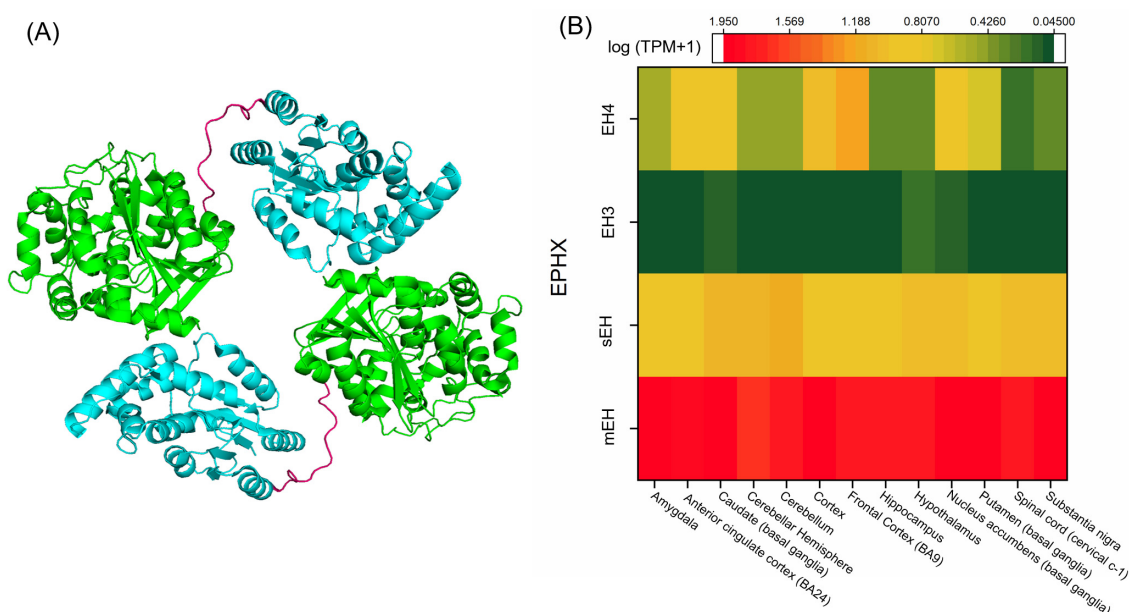 (A)
(B)
1.950 1.569 1.188 0.8070 0.4260 0.04500
log (TPM+1)
EPHX
EH4
EH3
sEH
mEH
Amygdala
Anterior cingulate cortex (BA24)
Caudate (basal ganglia)
Cerebellar Hemisphere
Cerebellum
Cortex
Frontal Cortex (BA9)
Hippocampus
Hypothalamus
Nucleus accumbens (basal ganglia)
Putamen (basal ganglia)
Spinal cord (cervical c-1)
Substantia nigra